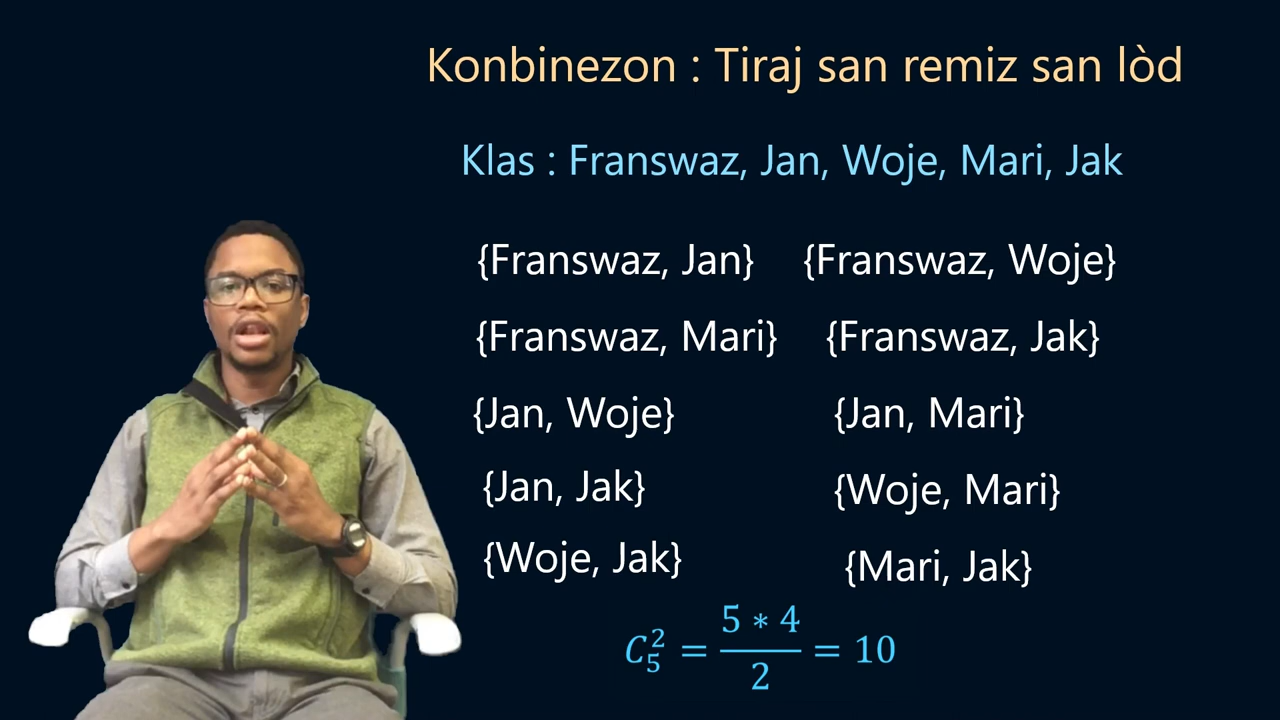 Konbinezon : Tiraj san remiz san lòd
Klas : Franswaz, Jan, Woje, Mari, Jak
{Franswaz, Jan} {Franswaz, Woje}
{Franswaz, Mari} {Franswaz, Jak}
{Jan, Woje} {Jan, Mari}
{Jan, Jak} {Woje, Mari}
{Woje, Jak} {Mari, Jak}
C₅² = 5 * 4 / 2 = 10